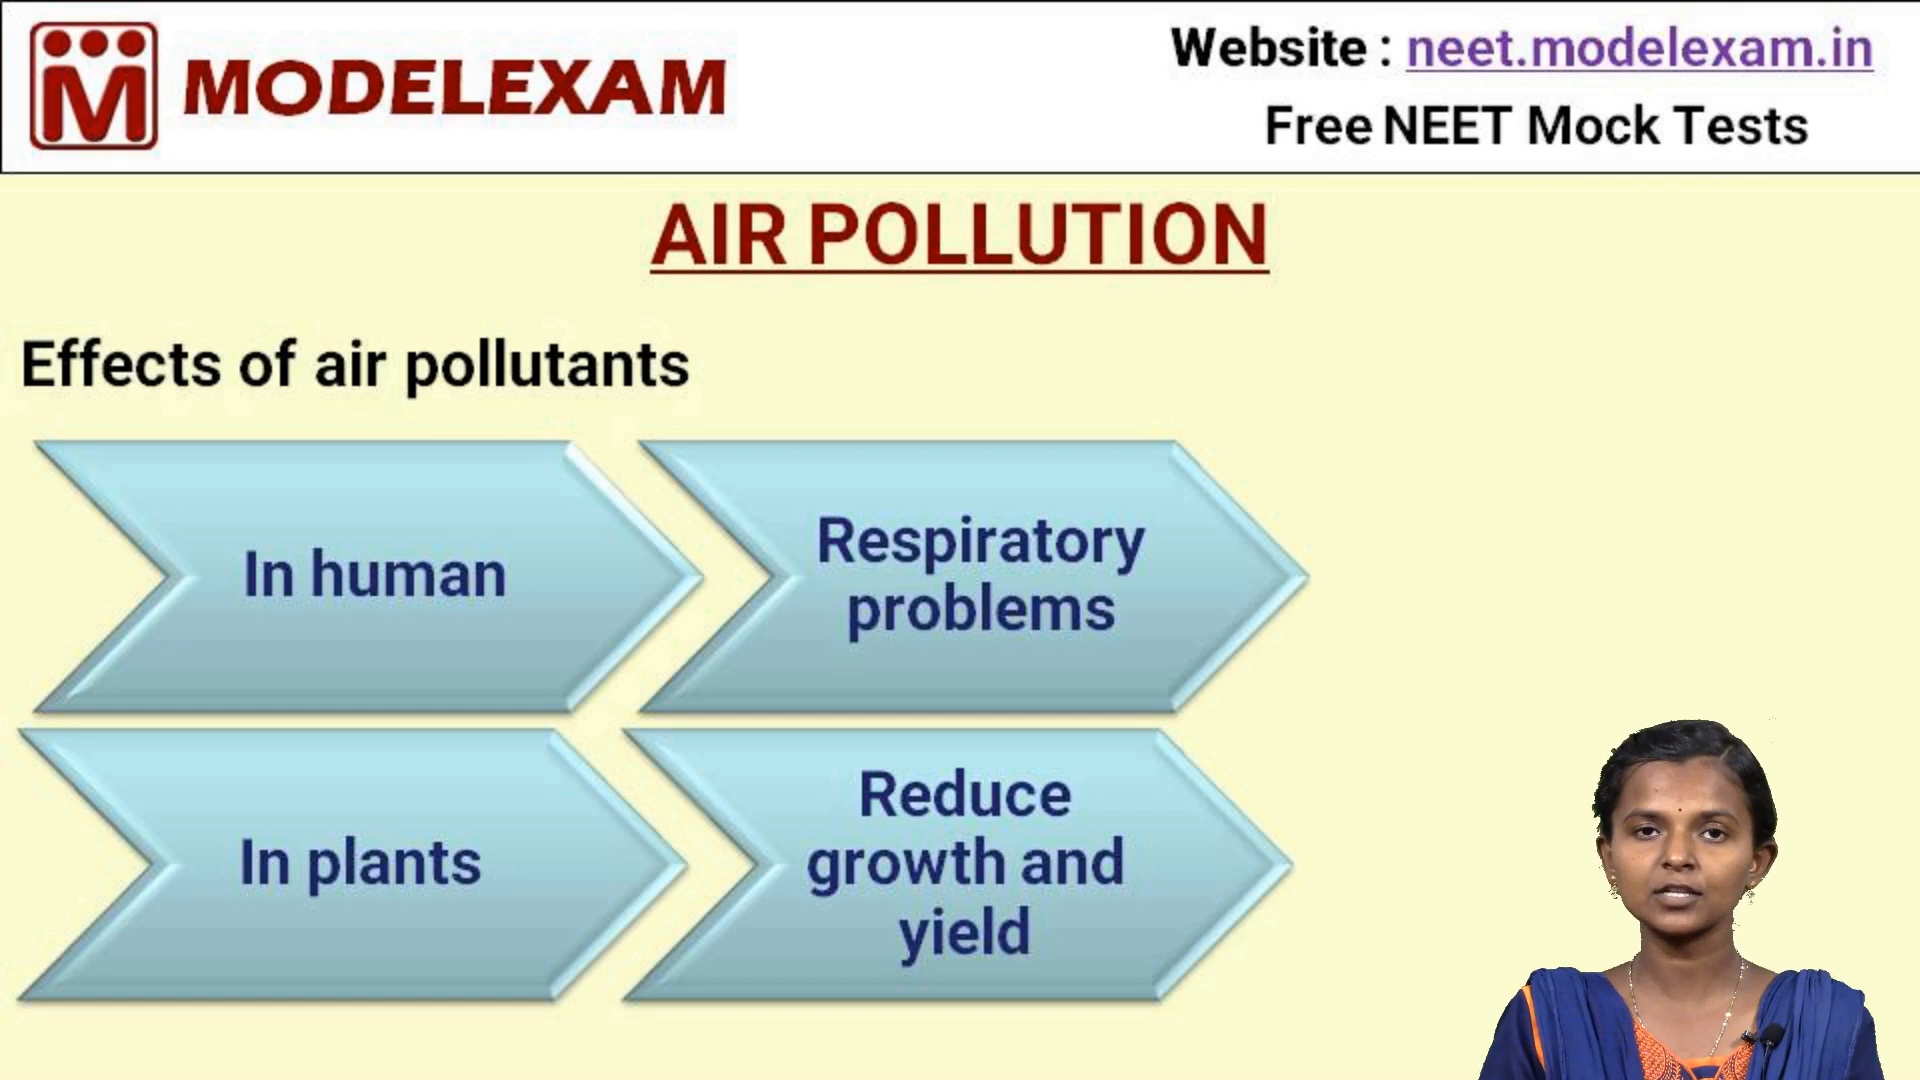 M MODELEXAM
Website : neet.modelexam.in
Free NEET Mock Tests
AIR POLLUTION
Effects of air pollutants
In human
Respiratory
problems
In plants
Reduce
growth and
yield